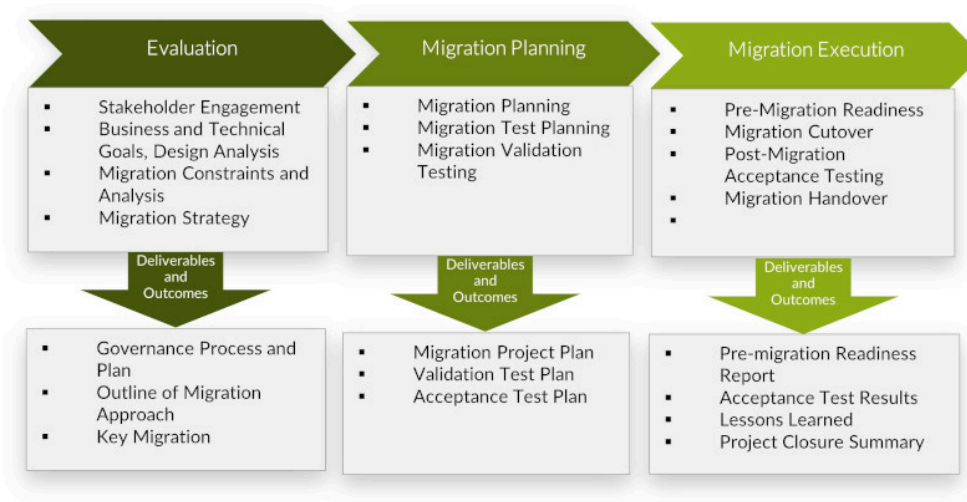 Evaluation
Stakeholder Engagement
Business and Technical
Goals, Design Analysis
Migration Constraints and
Analysis
Migration Strategy
Deliverables
and
Outcomes
Governance Process and
Plan
Outline of Migration
Approach
Key Migration
Migration Planning
Migration Planning
Migration Test Planning
Migration Validation
Testing
Deliverables
and
Outcomes
Migration Project Plan
Validation Test Plan
Acceptance Test Plan
Migration Execution
Pre-Migration Readiness
Migration Cutover
Post-Migration
Acceptance Testing
Migration Handover
Deliverables
and
Outcomes
Pre-migration Readiness
Report
Acceptance Test Results
Lessons Learned
Project Closure Summary